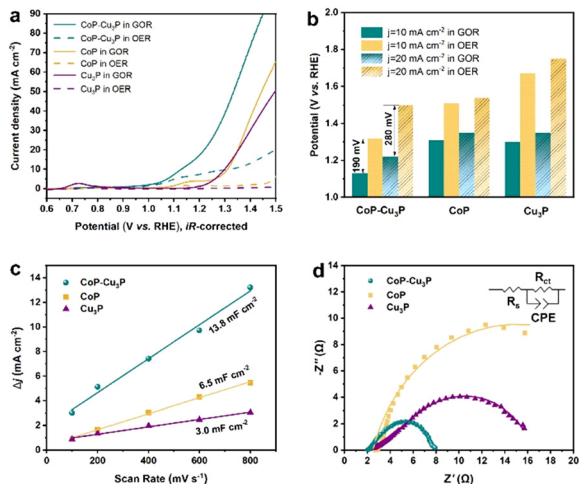 a
Current density (mA cm⁻²)
90
80
70
60
50
40
30
20
10
0
CoP-Cu₃P in GOR
CoP-Cu₃P in OER
CoP in GOR
CoP in OER
Cu₃P in GOR
Cu₃P in OER
0.6 0.7 0.8 0.9 1.0 1.1 1.2 1.3 1.4 1.5
Potential (V vs. RHE), iR-corrected
b
Potential (V vs. RHE)
2.0
1.8
1.6
1.4
1.2
1.0
j=10 mA cm⁻² in GOR
j=10 mA cm⁻² in OER
j=20 mA cm⁻² in GOR
j=20 mA cm⁻² in OER
190 mV
280 mV
CoP-Cu₃P CoP Cu₃P
c
Δj (mA cm⁻²)
14
12
10
8
6
4
2
0
CoP-Cu₃P
CoP
Cu₃P
13.8 mF cm⁻²
6.5 mF cm⁻²
3.0 mF cm⁻²
200 400 600 800
Scan Rate (mV s⁻¹)
d
-Z″ (Ω)
12
10
8
6
4
2
0
CoP-Cu₃P
CoP
Cu₃P
Rct
Rs
CPE
0 2 4 6 8 10 12 14 16 18 20
Z′ (Ω)